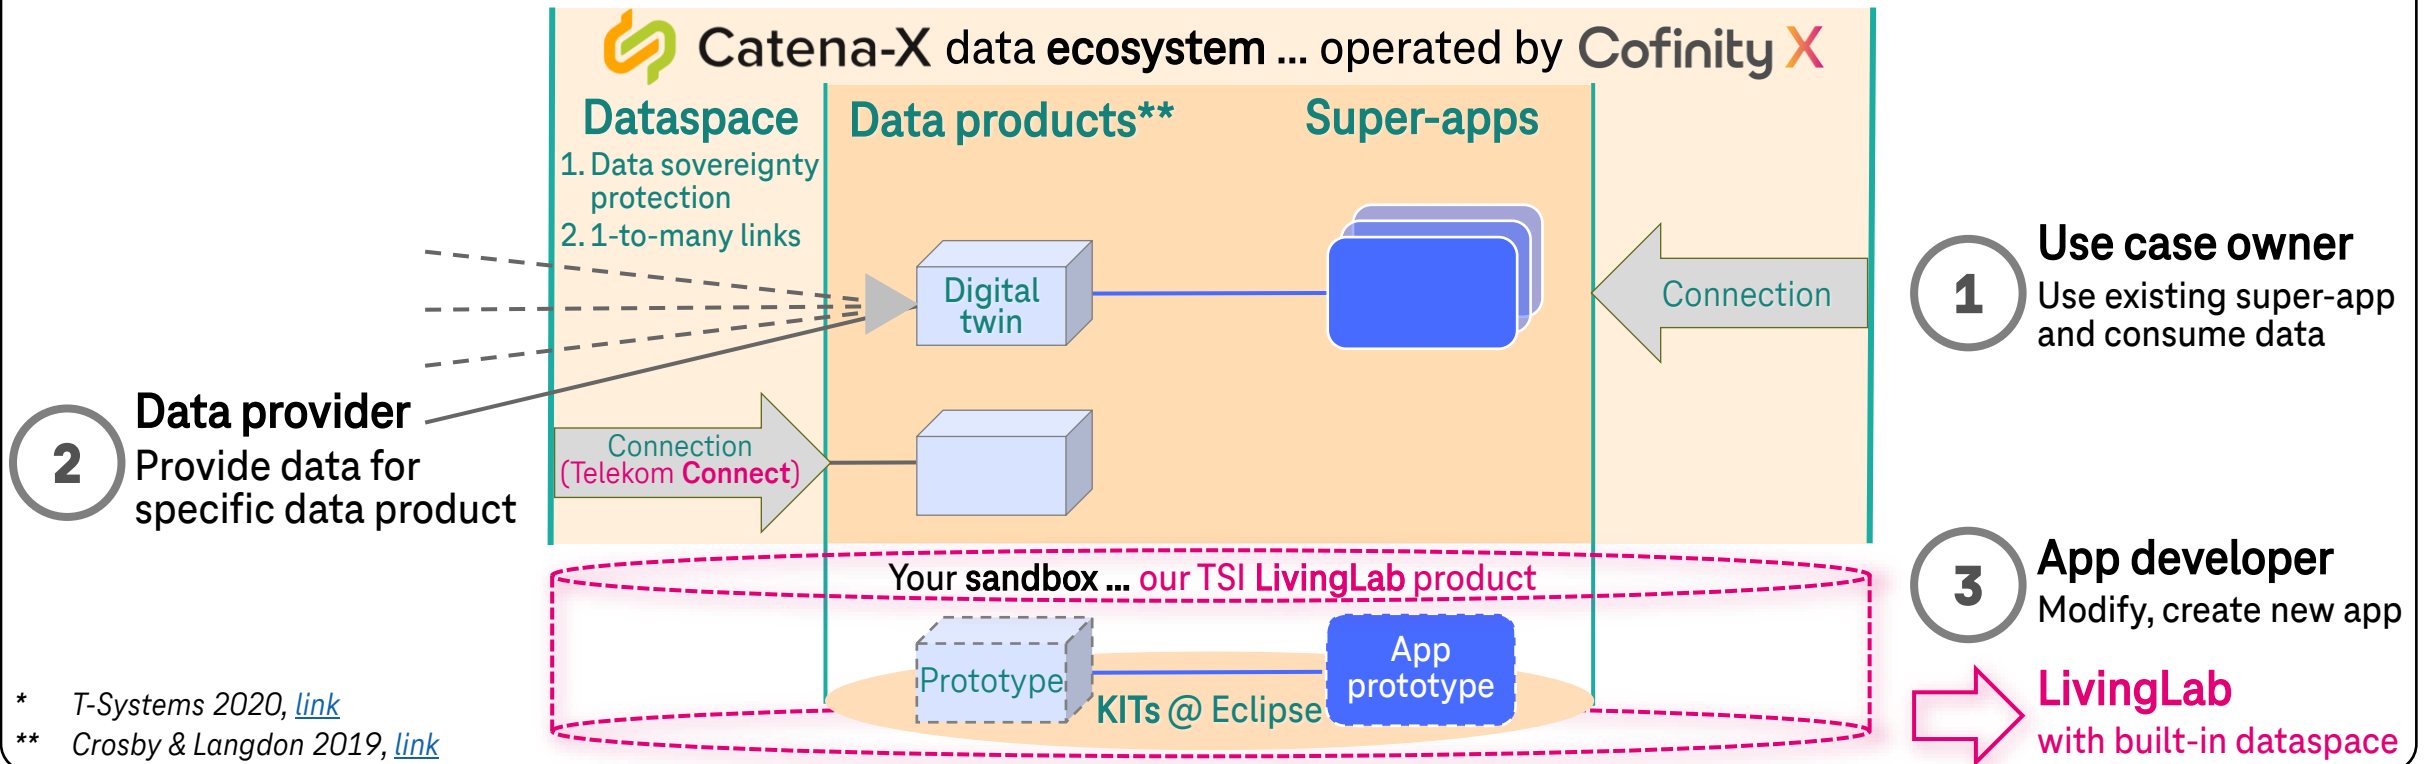 Catena-X data ecosystem ... operated by Cofinity X
Dataspace
1. Data sovereignty
protection
2. 1-to-many links
Data products**
Super-apps
Digital
twin
Connection
1
Use case owner
Use existing super-app
and consume data
2
Data provider
Provide data for
specific data product
Connection
(Telekom Connect)
Your sandbox ... our TSI LivingLab product
Prototype
KITs @ Eclipse
App
prototype
3
App developer
Modify, create new app
LivingLab
with built-in dataspace
* T-Systems 2020, link
** Crosby & Langdon 2019, link